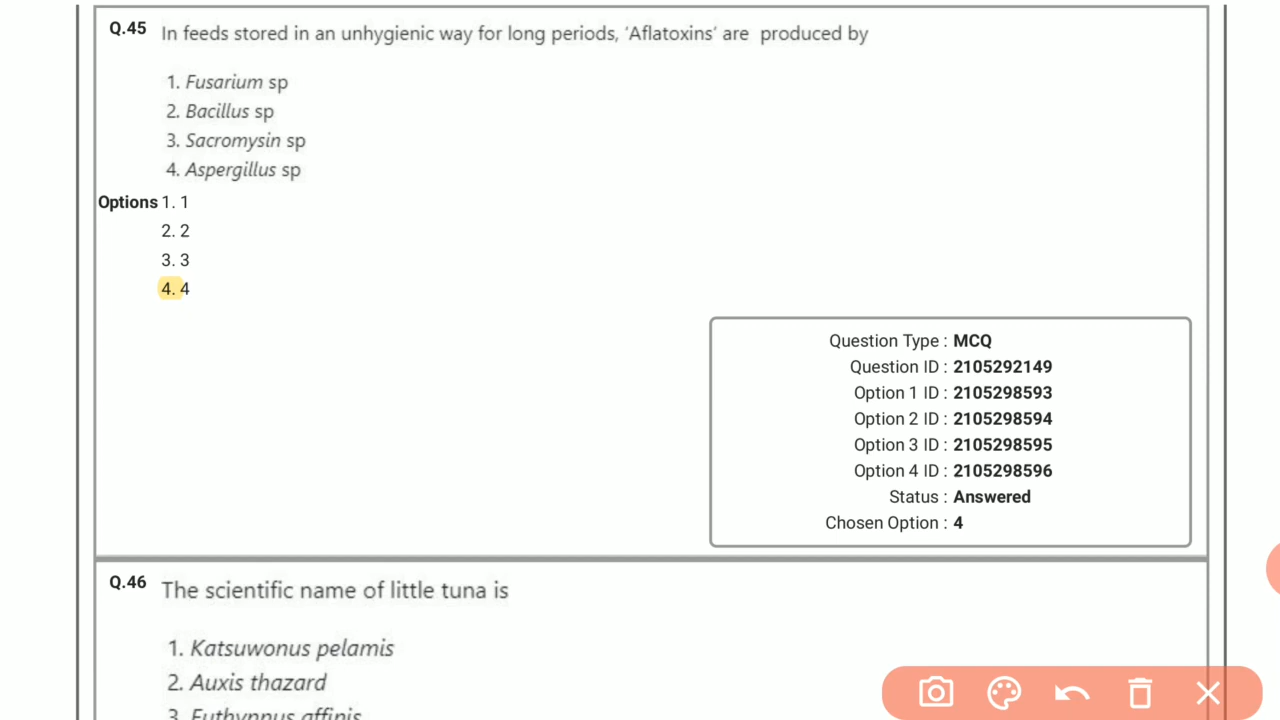 Q.45 In feeds stored in an unhygienic way for long periods, ‘Aflatoxins’ are produced by
1. Fusarium sp
2. Bacillus sp
3. Sacromysin sp
4. Aspergillus sp
Options 1. 1
2. 2
3. 3
4. 4
Question Type : MCQ
Question ID : 2105292149
Option 1 ID : 2105298593
Option 2 ID : 2105298594
Option 3 ID : 2105298595
Option 4 ID : 2105298596
Status : Answered
Chosen Option : 4
Q.46 The scientific name of little tuna is
1. Katsuwonus pelamis
2. Auxis thazard
3. Euthynnus affinis